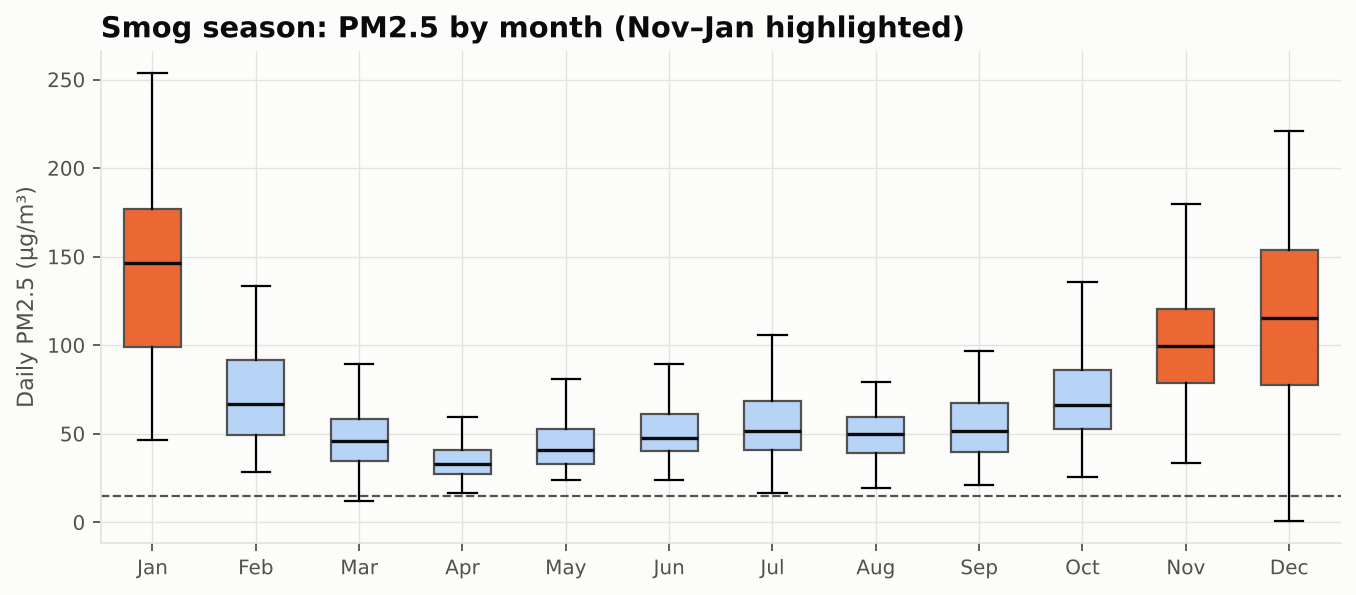 Smog season: PM2.5 by month (Nov–Jan highlighted)
Daily PM2.5 (µg/m³)
250
200
150
100
50
0
Jan Feb Mar Apr May Jun Jul Aug Sep Oct Nov Dec